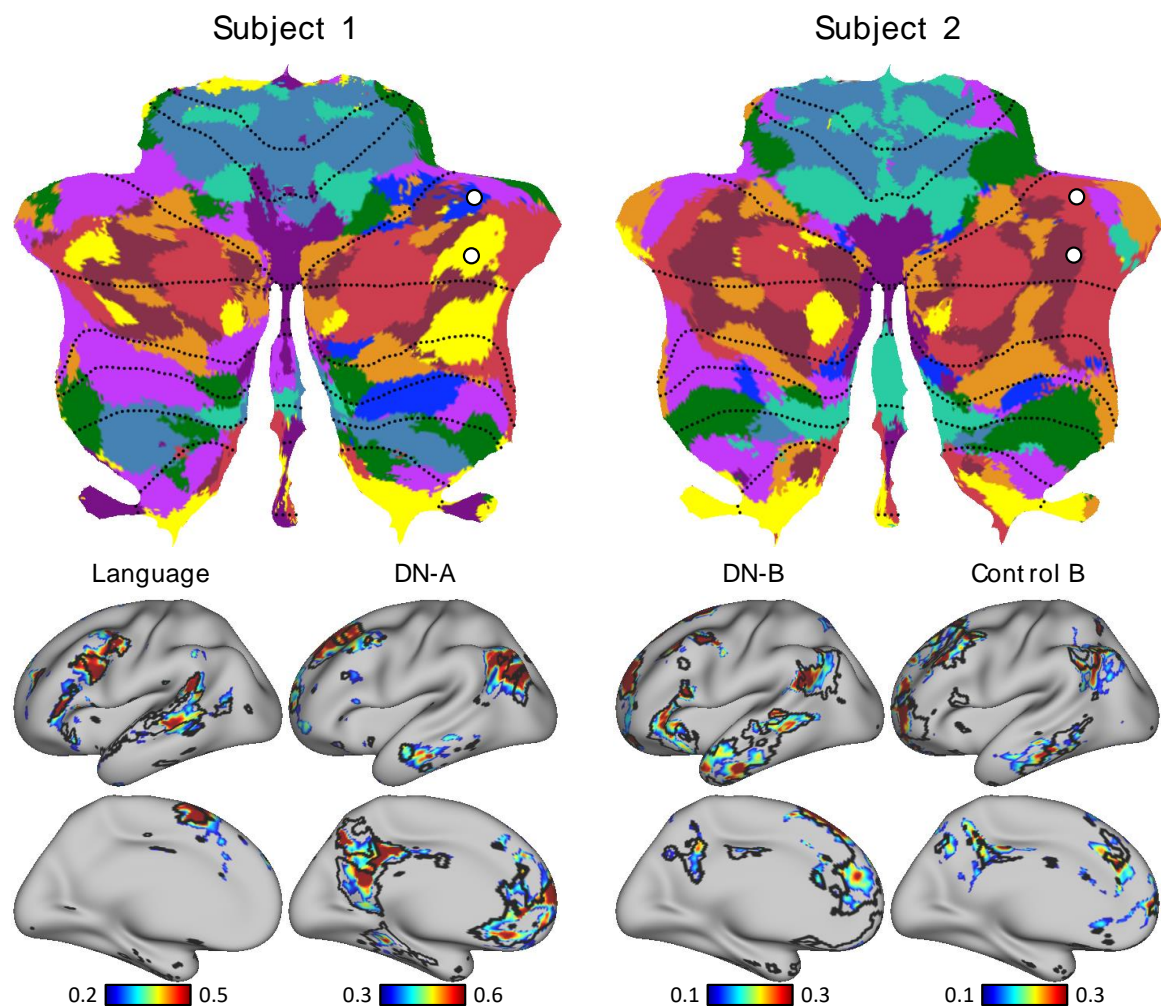 Subject 1
Subject 2
Language
DN-A
DN-B
Control B
0.2
0.5
0.3
0.6
0.1
0.3
0.1
0.3